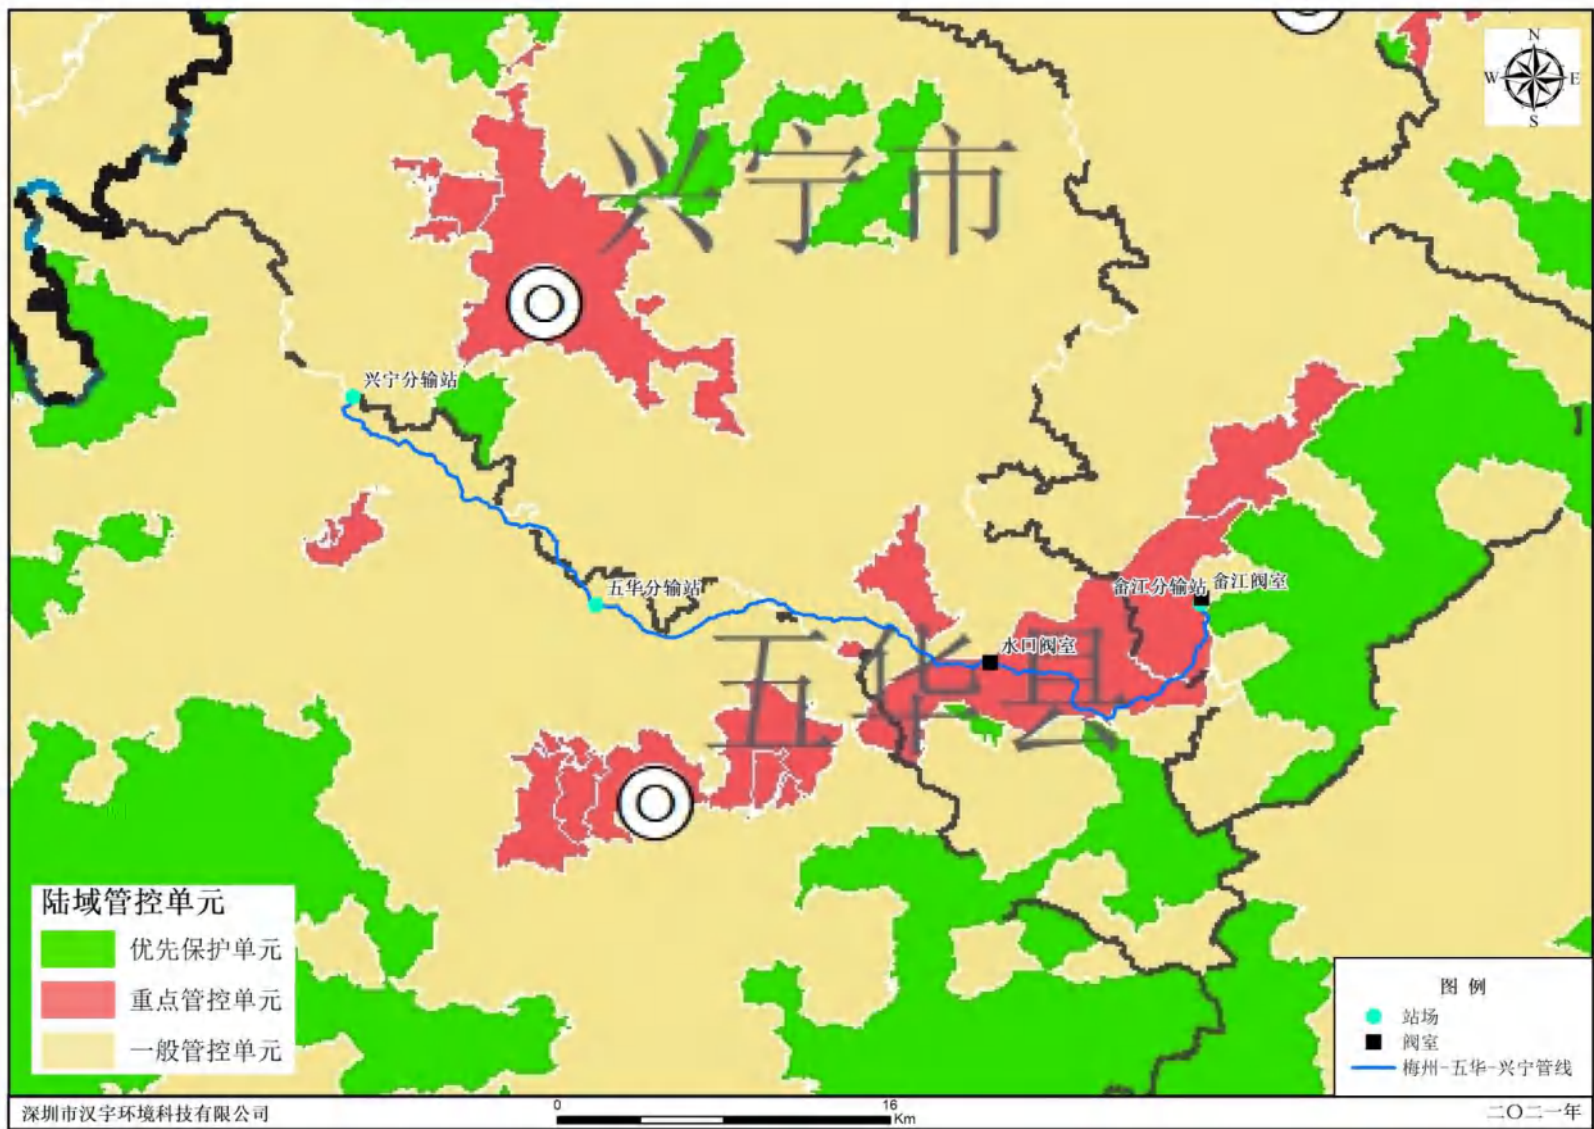 N
W
E
S
兴宁市
兴宁分输站
五华分输站
畲江分输站
畲江阀室
水口阀室
五华县
陆域管控单元
优先保护单元
重点管控单元
一般管控单元
图 例
站场
阀室
梅州-五华-兴宁管线
深圳市汉宇环境科技有限公司
0
16
Km
二〇二一年